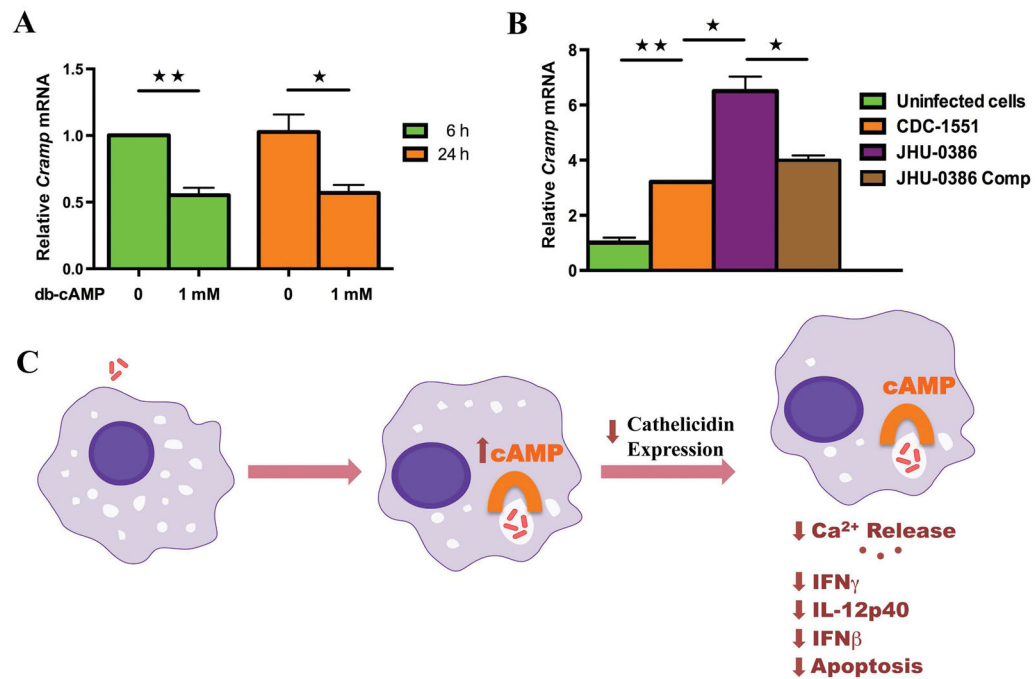 A
Relative Cramp mRNA
1.5
1.0
0.5
0.0
★★
★
6 h
24 h
db-cAMP 0 1 mM 0 1 mM
B
Relative Cramp mRNA
8
6
4
2
0
★★
★
★
Uninfected cells
CDC-1551
JHU-0386
JHU-0386 Comp
C
cAMP
Cathelicidin
Expression
cAMP
Ca²⁺ Release
IFNγ
IL-12p40
IFNβ
Apoptosis